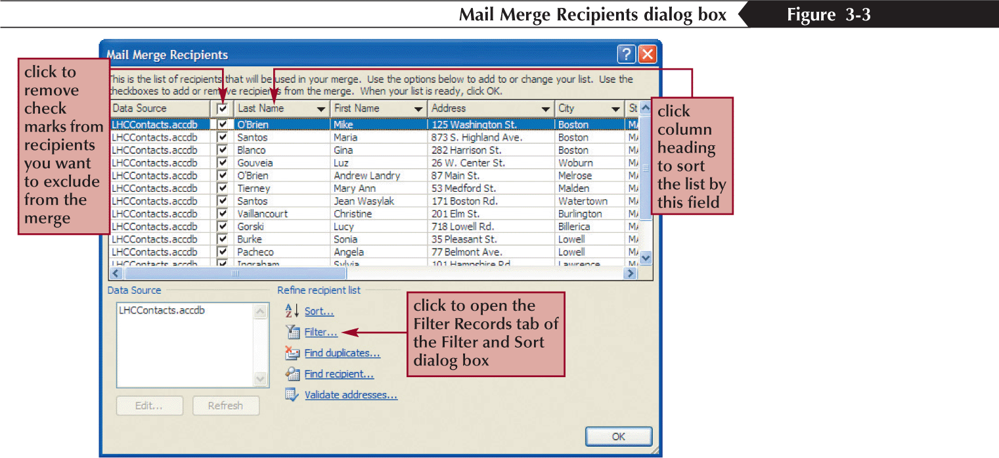 Mail Merge Recipients dialog box Figure 3-3
Mail Merge Recipients
click to
remove
check
marks from
recipients
you want
to exclude
from the
merge
This is the list of recipients that will be used in your merge. Use the options below to add to or change your list. Use the
checkboxes to add or remove recipients from the merge. When your list is ready, click OK.
click
column
heading
to sort
the list by
this field
Data Source Last Name First Name Address City St
LHCContacts.accdb O'Brien Mike 125 Washington St. Boston MA
LHCContacts.accdb Santos Maria 873 S. Highland Ave. Boston MA
LHCContacts.accdb Blanco Gina 282 Harrison St. Boston MA
LHCContacts.accdb Gouveia Luz 26 W. Center St. Woburn MA
LHCContacts.accdb O'Brien Andrew Landry 87 Main St. Melrose MA
LHCContacts.accdb Tierney Mary Ann 53 Medford St. Malden MA
LHCContacts.accdb Santos Jean Wasylak 171 Boston Rd. Watertown MA
LHCContacts.accdb Vaillancourt Christine 201 Elm St. Burlington MA
LHCContacts.accdb Gorski Lucy 718 Lowell Rd. Billerica MA
LHCContacts.accdb Burke Sonia 35 Pleasant St. Lowell MA
LHCContacts.accdb Pacheco Angela 77 Belmont Ave. Lowell MA
LHCContacts.accdb Ingraham Sylvia 101 Hampshire Rd. Lawrence MA
Data Source
LHCContacts.accdb
Edit...
Refresh
Refine recipient list
Sort...
Filter...
Find duplicates...
Find recipient...
Validate addresses...
click to open the
Filter Records tab of
the Filter and Sort
dialog box
OK